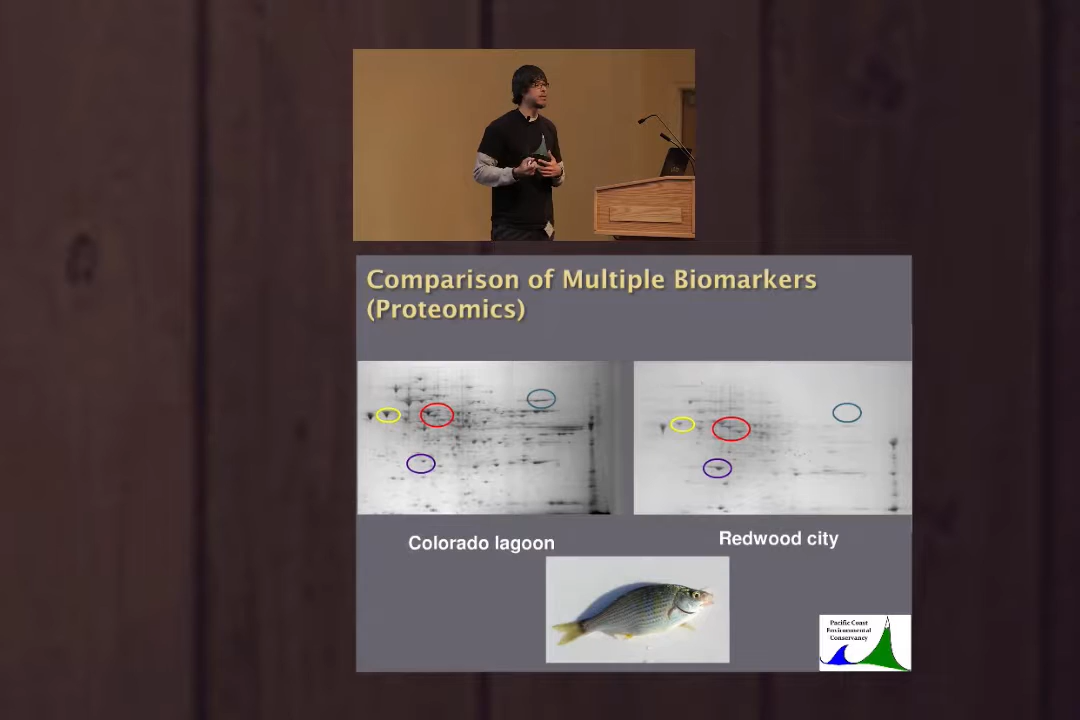 Comparison of Multiple Biomarkers
(Proteomics)
Colorado lagoon
Redwood city
Pacific Coast
Environmental
Conservancy